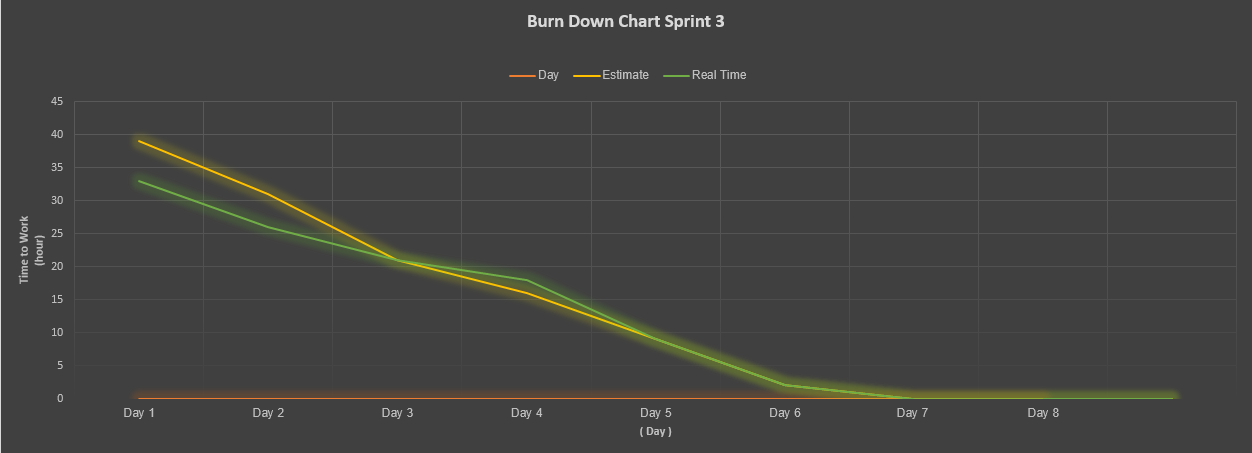 Burn Down Chart Sprint 3
Day Estimate Real Time
Time to Work
(hour)
45
40
35
30
25
20
15
10
5
0
Day 1 Day 2 Day 3 Day 4 Day 5 Day 6 Day 7 Day 8
( Day )